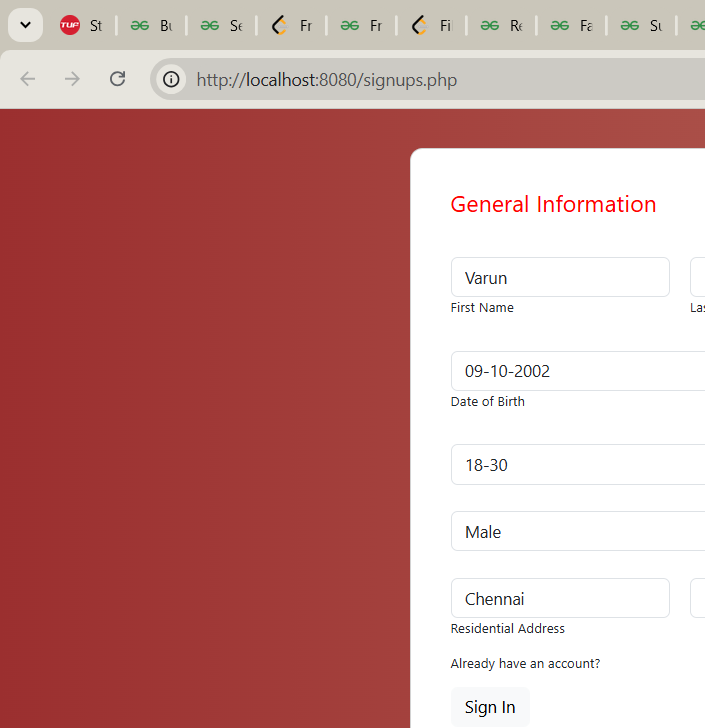 TUF St Bu Se Fr Fr Fi Re Fa Su
http://localhost:8080/signups.php
General Information
Varun
First Name Las
09-10-2002
Date of Birth
18-30
Male
Chennai
Residential Address
Already have an account?
Sign In